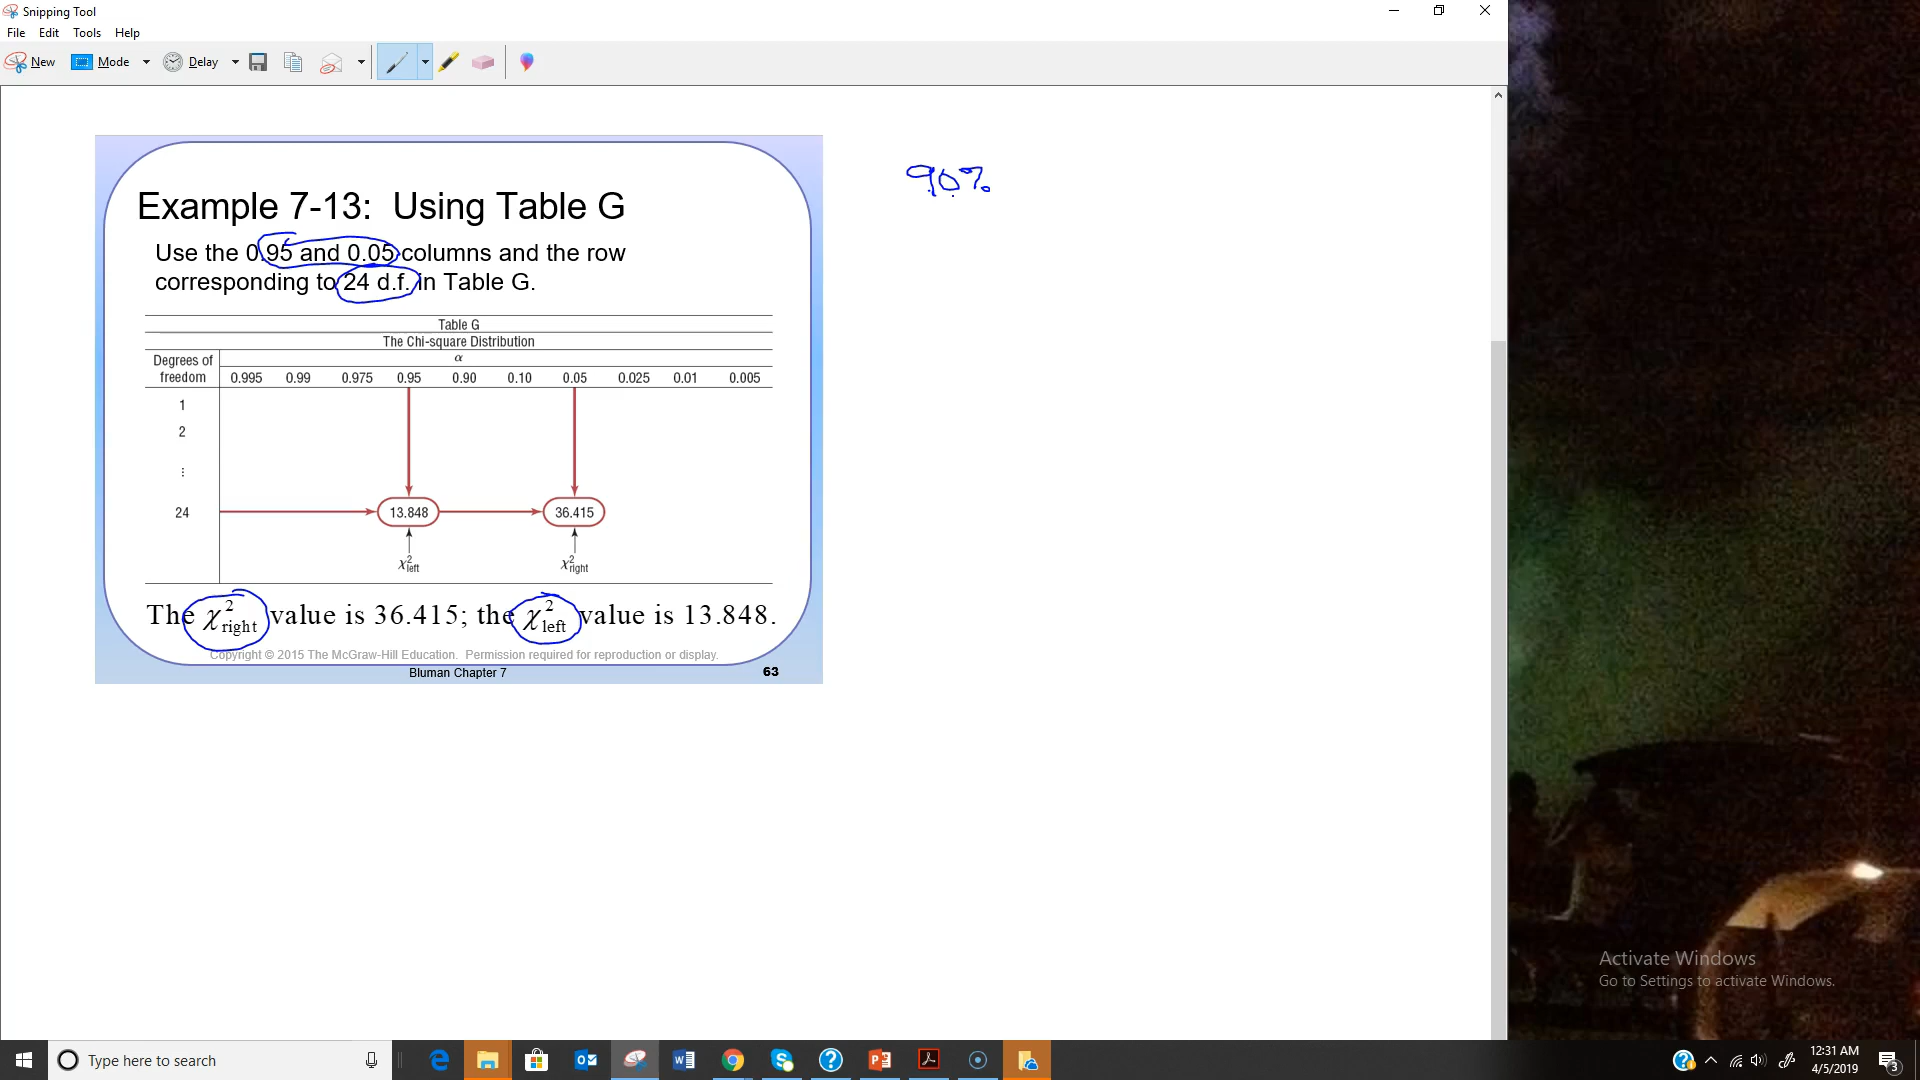 Snipping Tool
File Edit Tools Help
New Mode Delay
90%
Example 7-13: Using Table G
Use the 0.95 and 0.05 columns and the row
corresponding to 24 d.f. in Table G.
Table G
The Chi-square Distribution
Degrees of freedom α
0.995 0.99 0.975 0.95 0.90 0.10 0.05 0.025 0.01 0.005
1
2
⋮
24 13.848 36.415
χ²left χ²right
The χ²right value is 36.415; the χ²left value is 13.848.
Copyright © 2015 The McGraw-Hill Education. Permission required for reproduction or display.
Bluman Chapter 7 63
Activate Windows
Go to Settings to activate Windows.
Type here to search
12:31 AM
4/5/2019
3